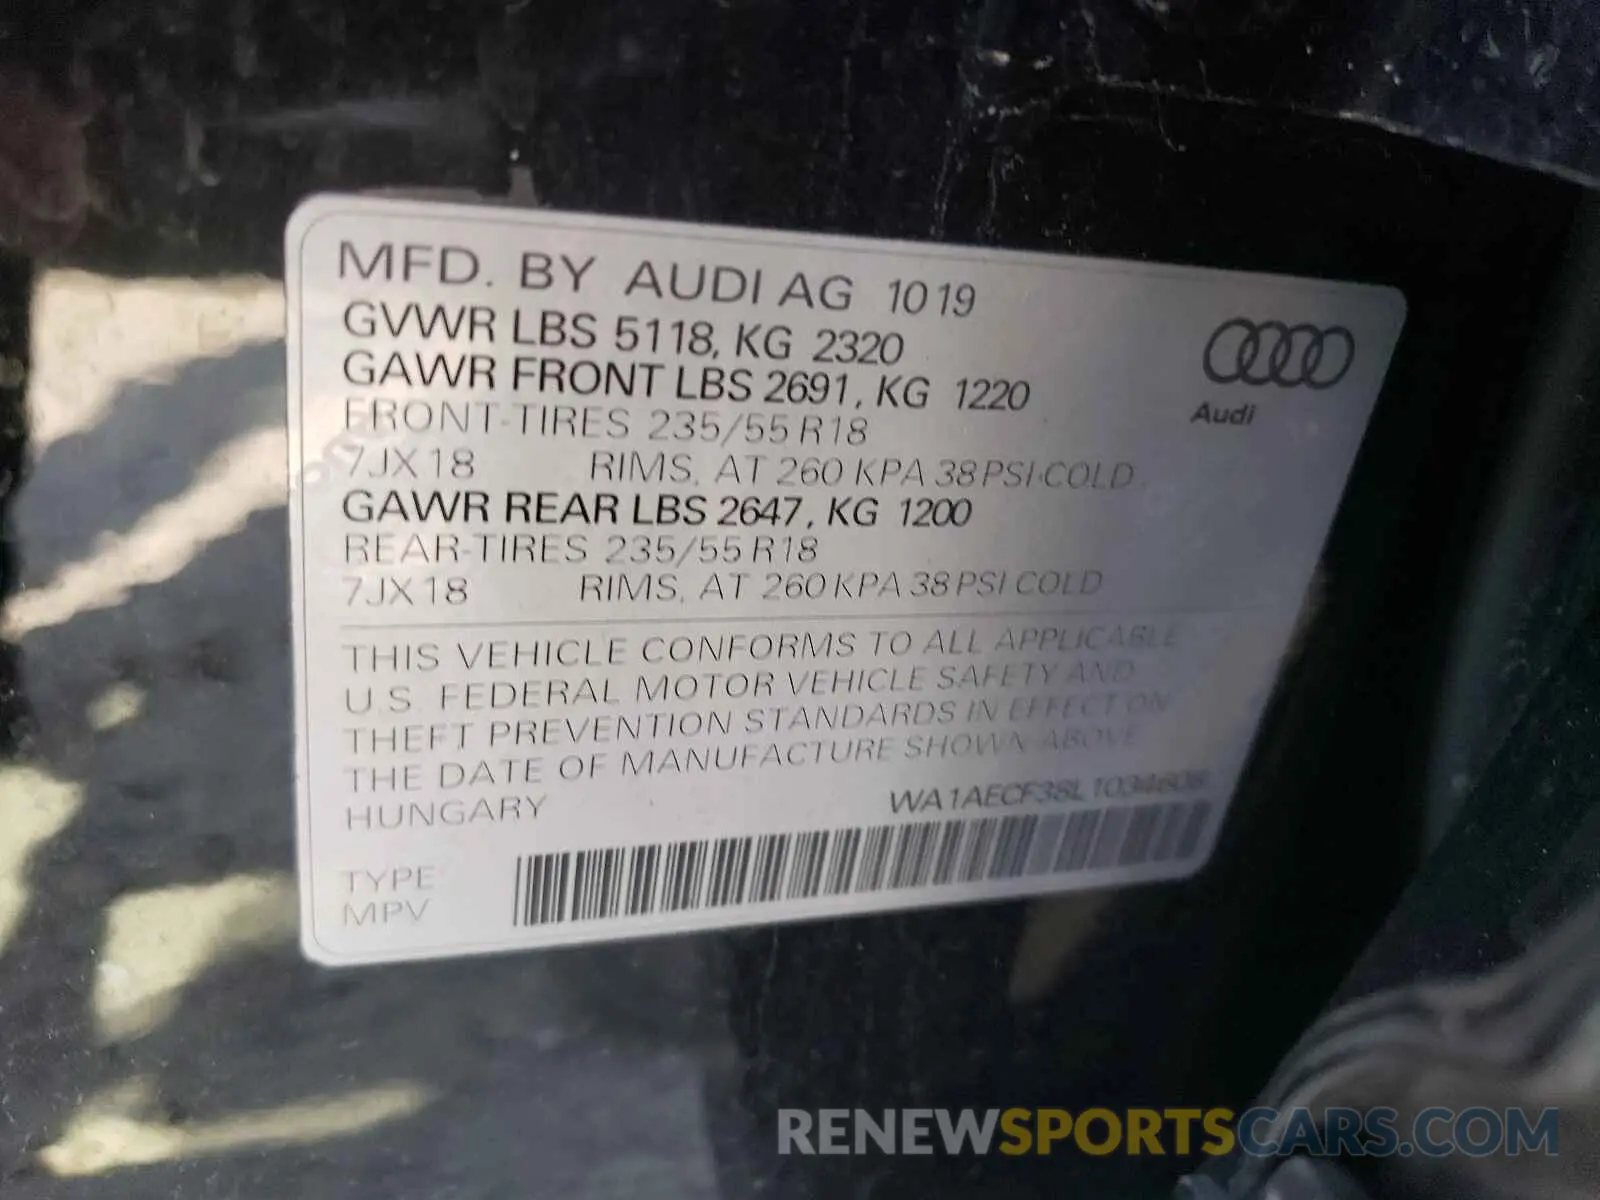 MFD. BY AUDI AG 10 19
GVWR LBS 5118, KG 2320
GAWR FRONT LBS 2691, KG 1220
FRONT-TIRES 235/55 R18
7JX18 RIMS, AT 260 KPA 38 PSI COLD
GAWR REAR LBS 2647, KG 1200
REAR-TIRES 235/55 R18
7JX18 RIMS, AT 260 KPA 38 PSI COLD
Audi
THIS VEHICLE CONFORMS TO ALL APPLICABLE
U.S. FEDERAL MOTOR VEHICLE SAFETY AND
THEFT PREVENTION STANDARDS IN EFFECT ON
THE DATE OF MANUFACTURE SHOWN ABOVE
HUNGARY
TYPE
MPV
RENEWSPORTSCARS.COM